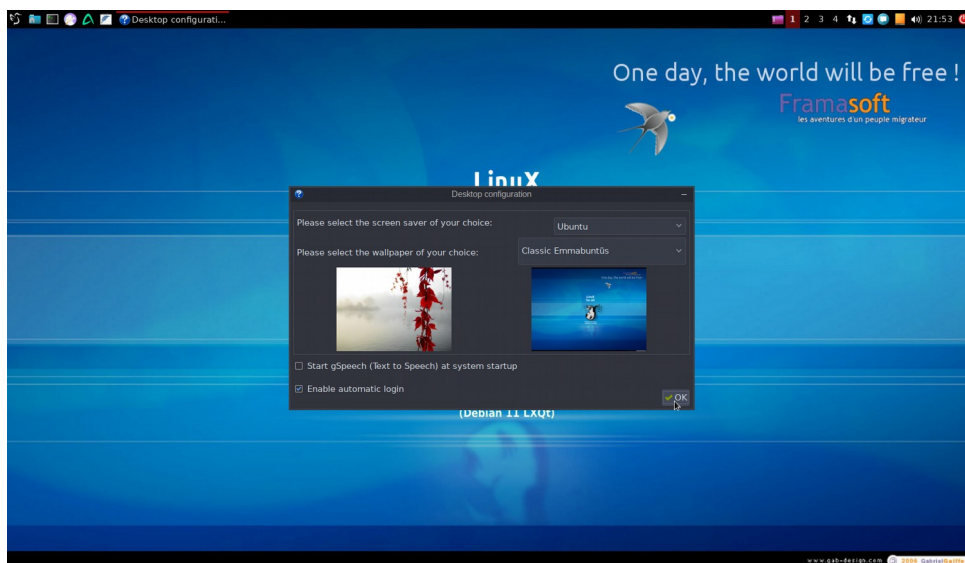 Desktop configurati...
1 2 3 4 21:53
One day, the world will be free !
Framasoft
les aventures d'un peuple migrateur
LinuX
Desktop configuration
Please select the screen saver of your choice:
Ubuntu
Please select the wallpaper of your choice:
Classic Emmabuntüs
Start gSpeech (Text to Speech) at system startup
Enable automatic login
OK
(Debian 11 LXQt)
www.gab-design.com
2006